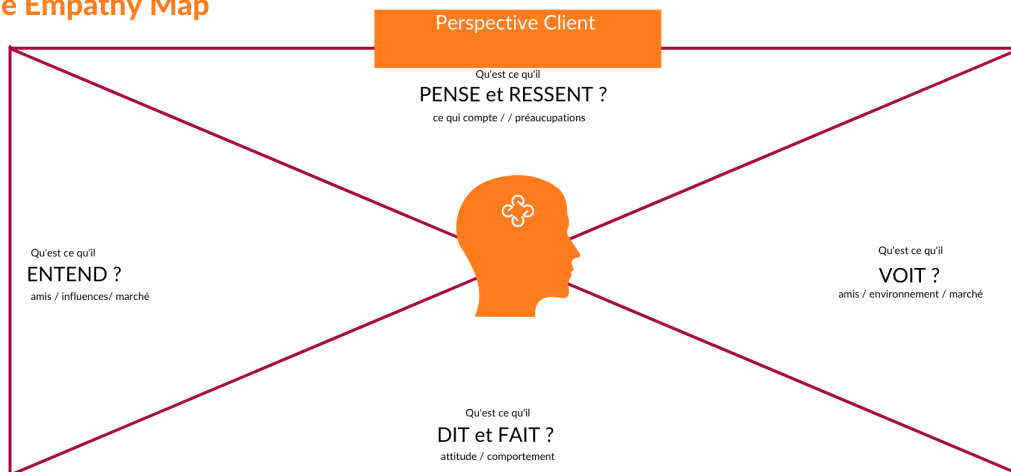 e Empathy Map
Perspective Client
Qu'est ce qu'il
PENSE et RESSENT ?
ce qui compte / / préaucupations
Qu'est ce qu'il
ENTEND ?
amis / influences/ marché
Qu'est ce qu'il
VOIT ?
amis / environnement / marché
Qu'est ce qu'il
DIT et FAIT ?
attitude / comportement